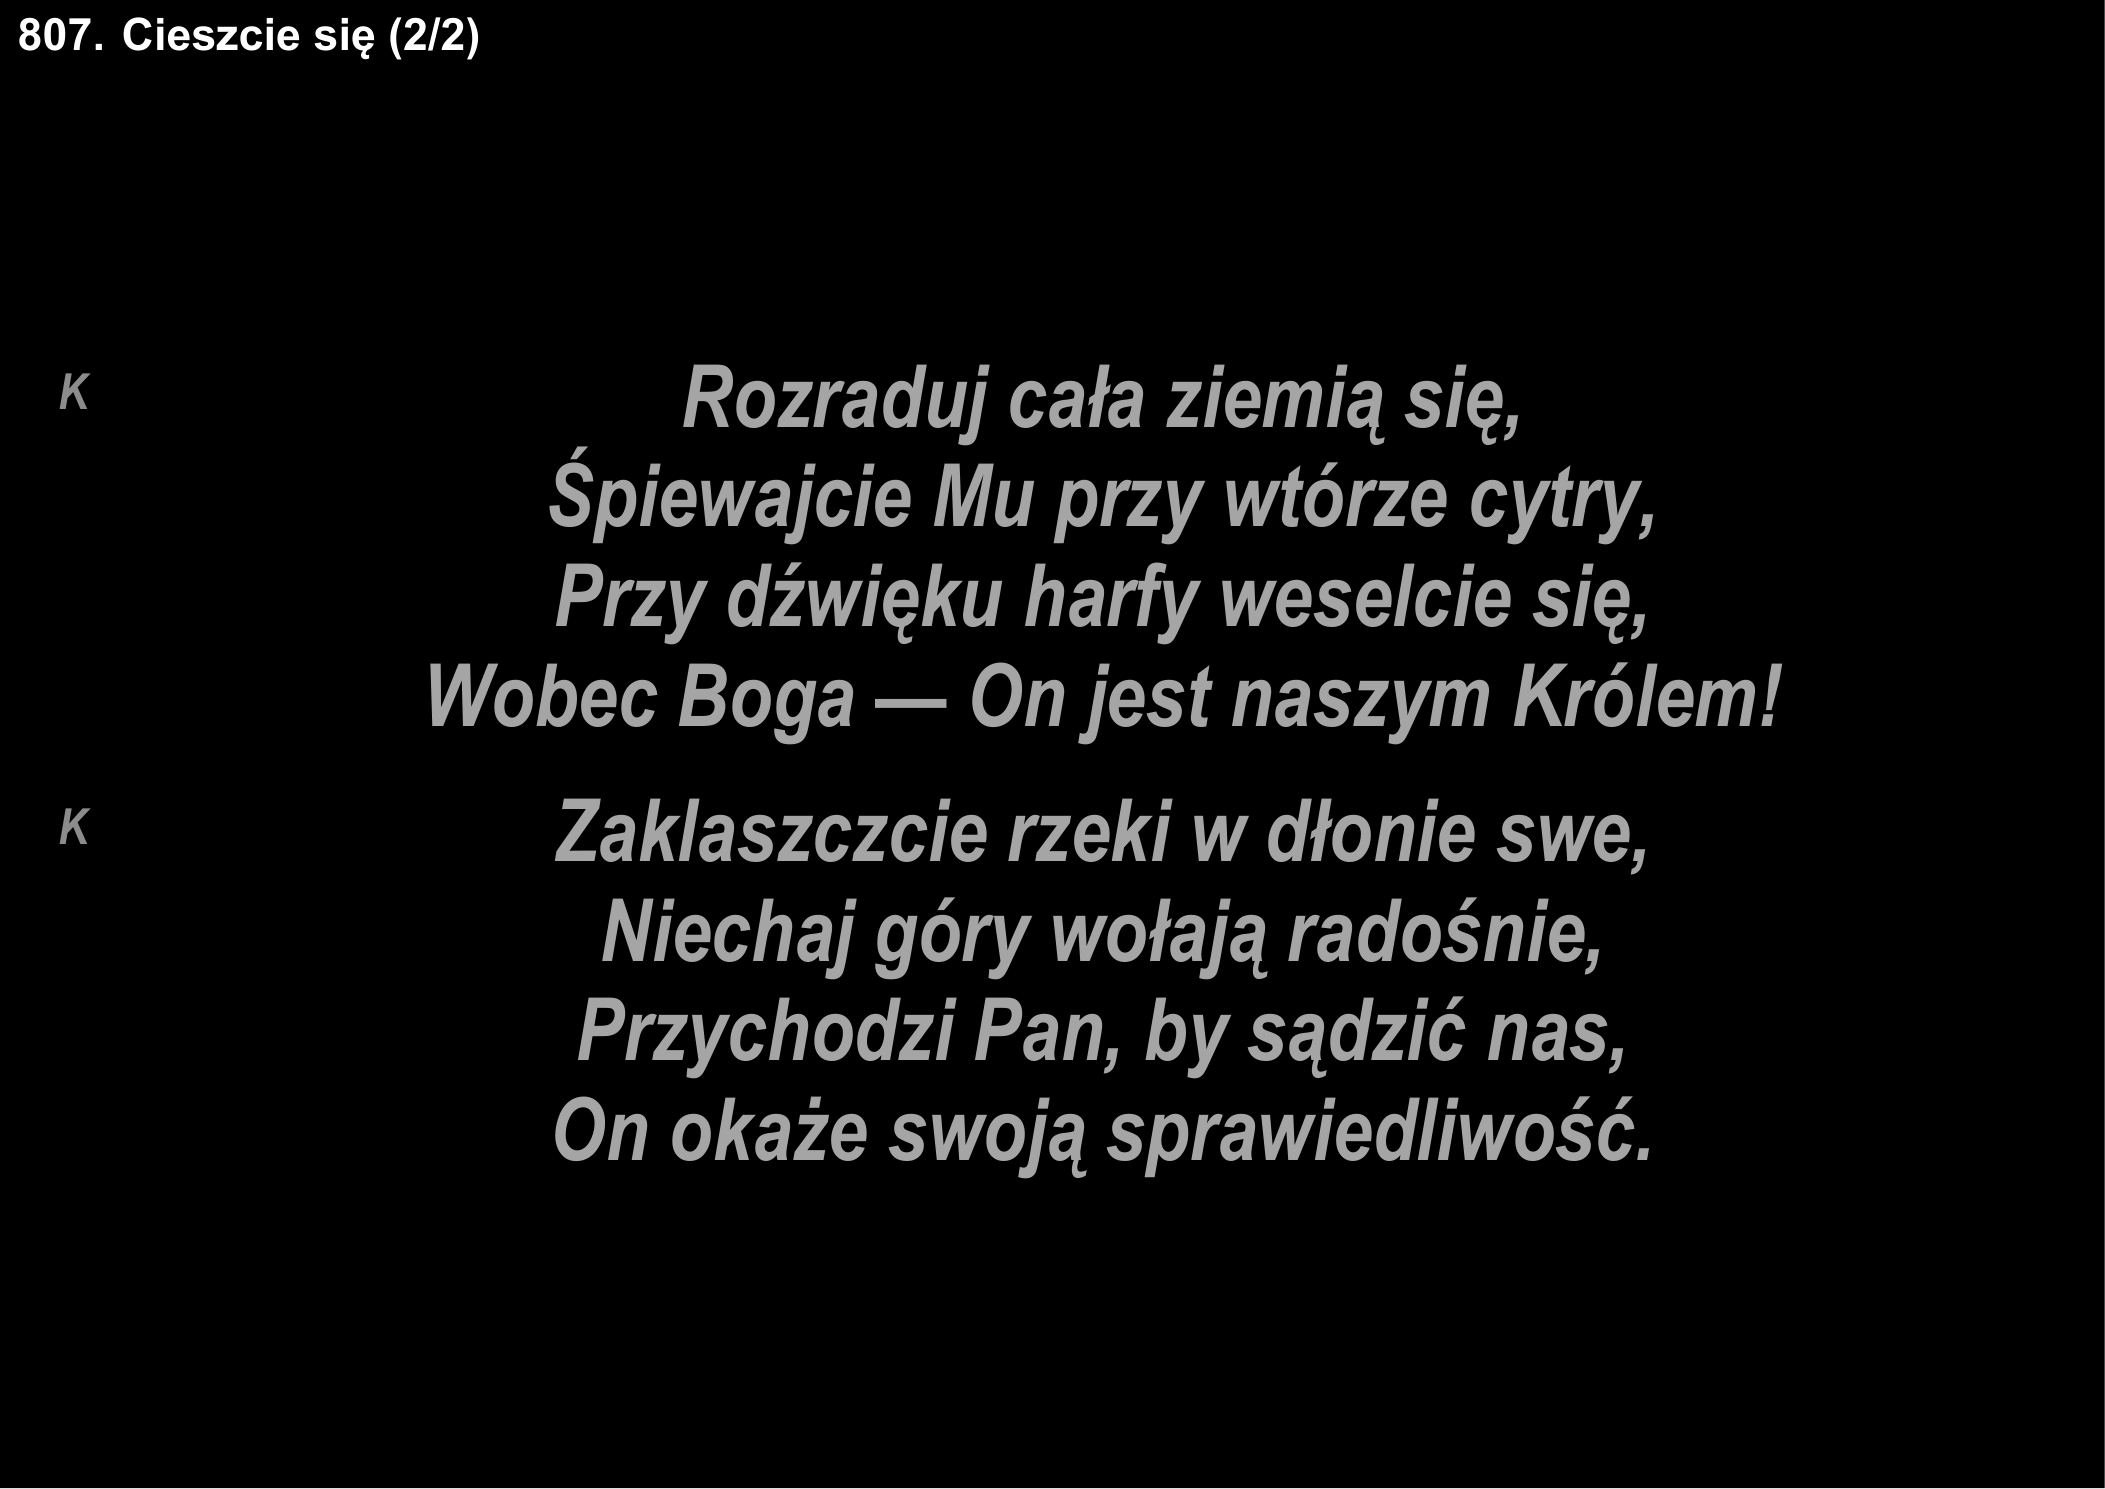 807. Cieszcie się (2/2)
K Rozraduj cała ziemią się,
Śpiewajcie Mu przy wtórze cytry,
Przy dźwięku harfy weselcie się,
Wobec Boga — On jest naszym Królem!
K Zaklaszczcie rzeki w dłonie swe,
Niechaj góry wołają radośnie,
Przychodzi Pan, by sądzić nas,
On okaże swoją sprawiedliwość.